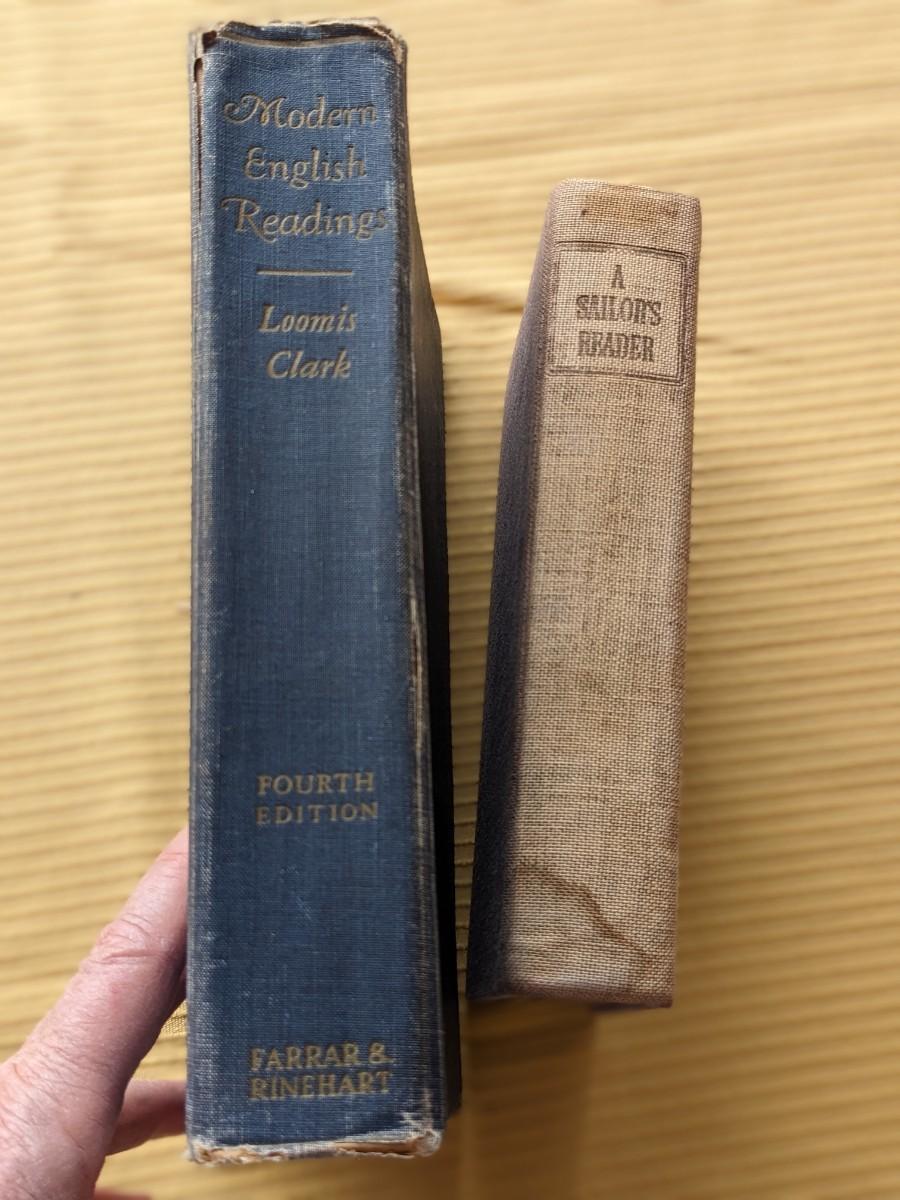 Modern
English
Readings
Loomis
Clark
FOURTH
EDITION
FARRAR &
RINEHART
A
SAILOR'S
READER